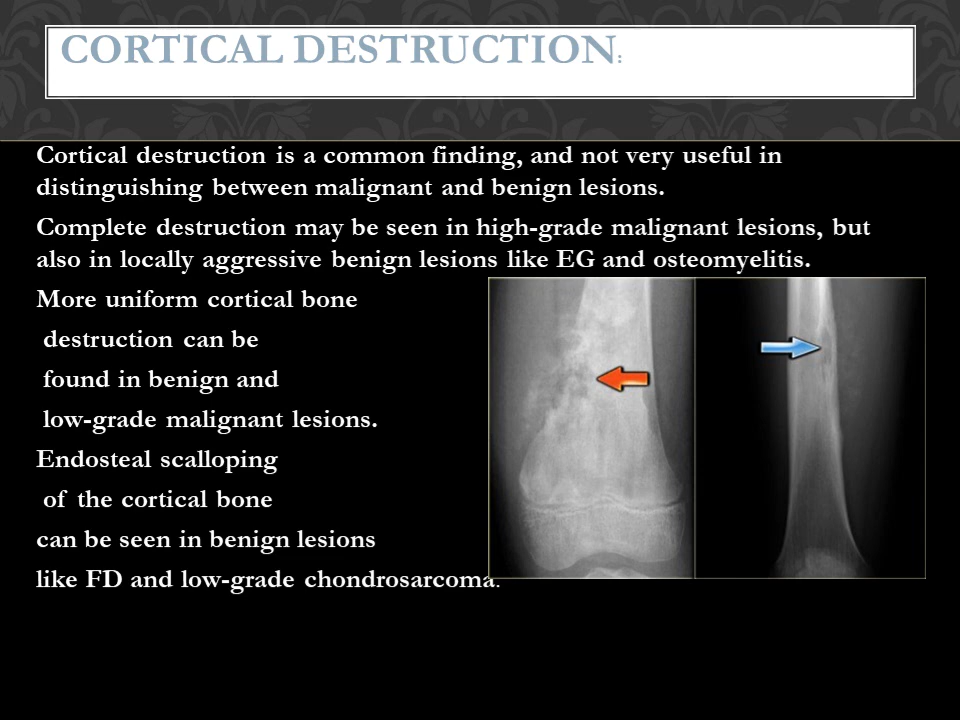 CORTICAL DESTRUCTION:
Cortical destruction is a common finding, and not very useful in
distinguishing between malignant and benign lesions.
Complete destruction may be seen in high-grade malignant lesions, but
also in locally aggressive benign lesions like EG and osteomyelitis.
More uniform cortical bone
destruction can be
found in benign and
low-grade malignant lesions.
Endosteal scalloping
of the cortical bone
can be seen in benign lesions
like FD and low-grade chondrosarcoma.